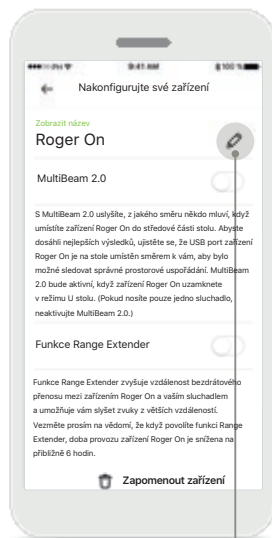 9:41 AM
100 %
Nakonfigurujte své zařízení
Zobrazit název
Roger On
MultiBeam 2.0
S MultiBeam 2.0 uslyšíte, z jakého směru někdo mluví, když
umístíte zařízení Roger On do středové části stolu. Abyste
dosáhli nejlepších výsledků, ujistěte se, že USB port zařízení
Roger On je na stole umístěn směrem k vám, aby bylo
možné sledovat správné prostorové uspořádání. MultiBeam
2.0 bude aktivní, když zařízení Roger On uzamknete
v režimu U stolu. (Pokud nosíte pouze jedno sluchadlo,
neaktivujte MultiBeam 2.0.)
Funkce Range Extender
Funkce Range Extender zvyšuje vzdálenost bezdrátového
přenosu mezi zařízením Roger On a vaším sluchadlem
a umožňuje vám slyšet zvuky z větších vzdáleností.
Vezměte prosím na vědomí, že když povolíte funkci Range
Extender, doba provozu zařízení Roger On je snížena na
přibližně 6 hodin.
Zapomenout zařízení